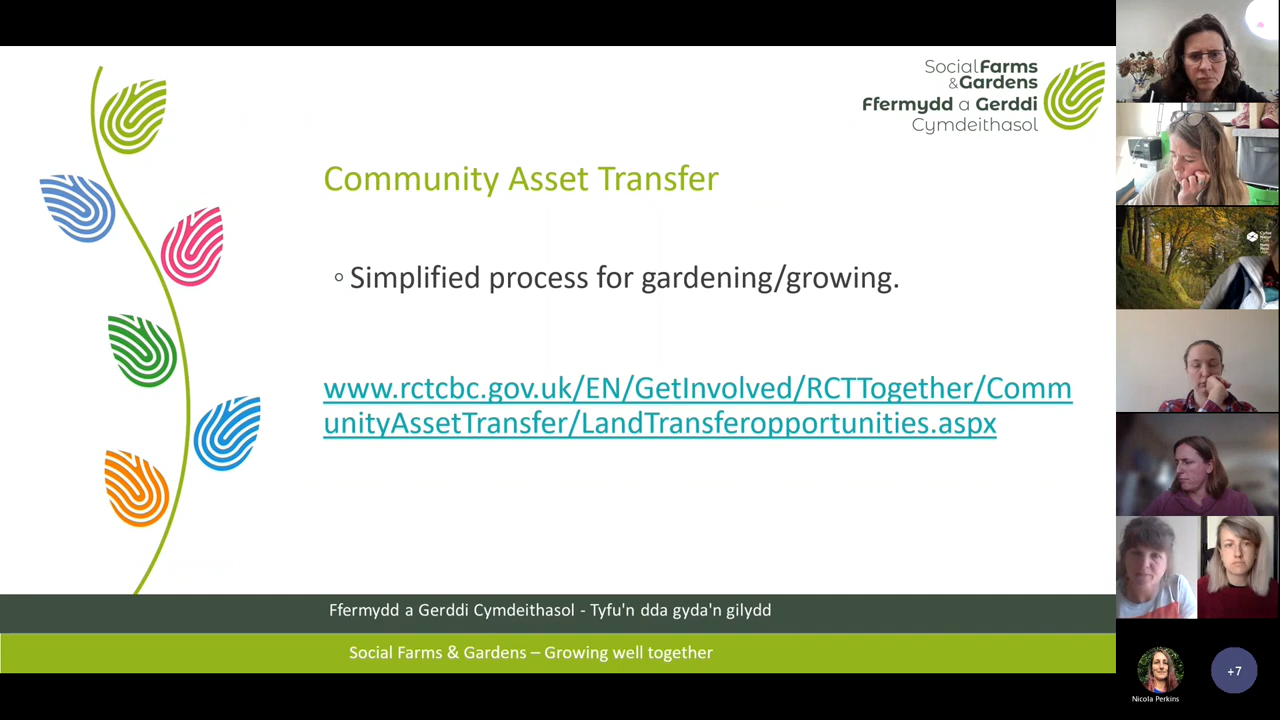 Social Farms
& Gardens
Ffermydd a Gerddi
Cymdeithasol
Community Asset Transfer
◦ Simplified process for gardening/growing.
www.rctcbc.gov.uk/EN/GetInvolved/RCTTogether/Comm
unityAssetTransfer/LandTransferopportunities.aspx
Ffermydd a Gerddi Cymdeithasol - Tyfu'n dda gyda'n gilydd
Social Farms & Gardens – Growing well together
Nicola Perkins
+7